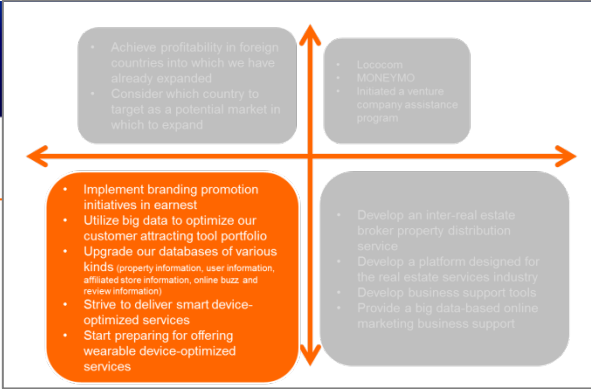 • Achieve profitability in foreign
countries into which we have
already expanded
• Consider which country to
target as a potential market in
which to expand
• Lococom
• MONEYMO
• Initiated a venture
company assistance
program
• Implement branding promotion
initiatives in earnest
• Utilize big data to optimize our
customer attracting tool portfolio
• Upgrade our databases of various
kinds (property information, user information,
affiliated store information, online buzz and
review information)
• Strive to deliver smart device-
optimized services
• Start preparing for offering
wearable device-optimized
services
• Develop an inter-real estate
broker property distribution
service
• Develop a platform designed for
the real estate services industry
• Develop business support tools
• Provide a big data-based online
marketing business support